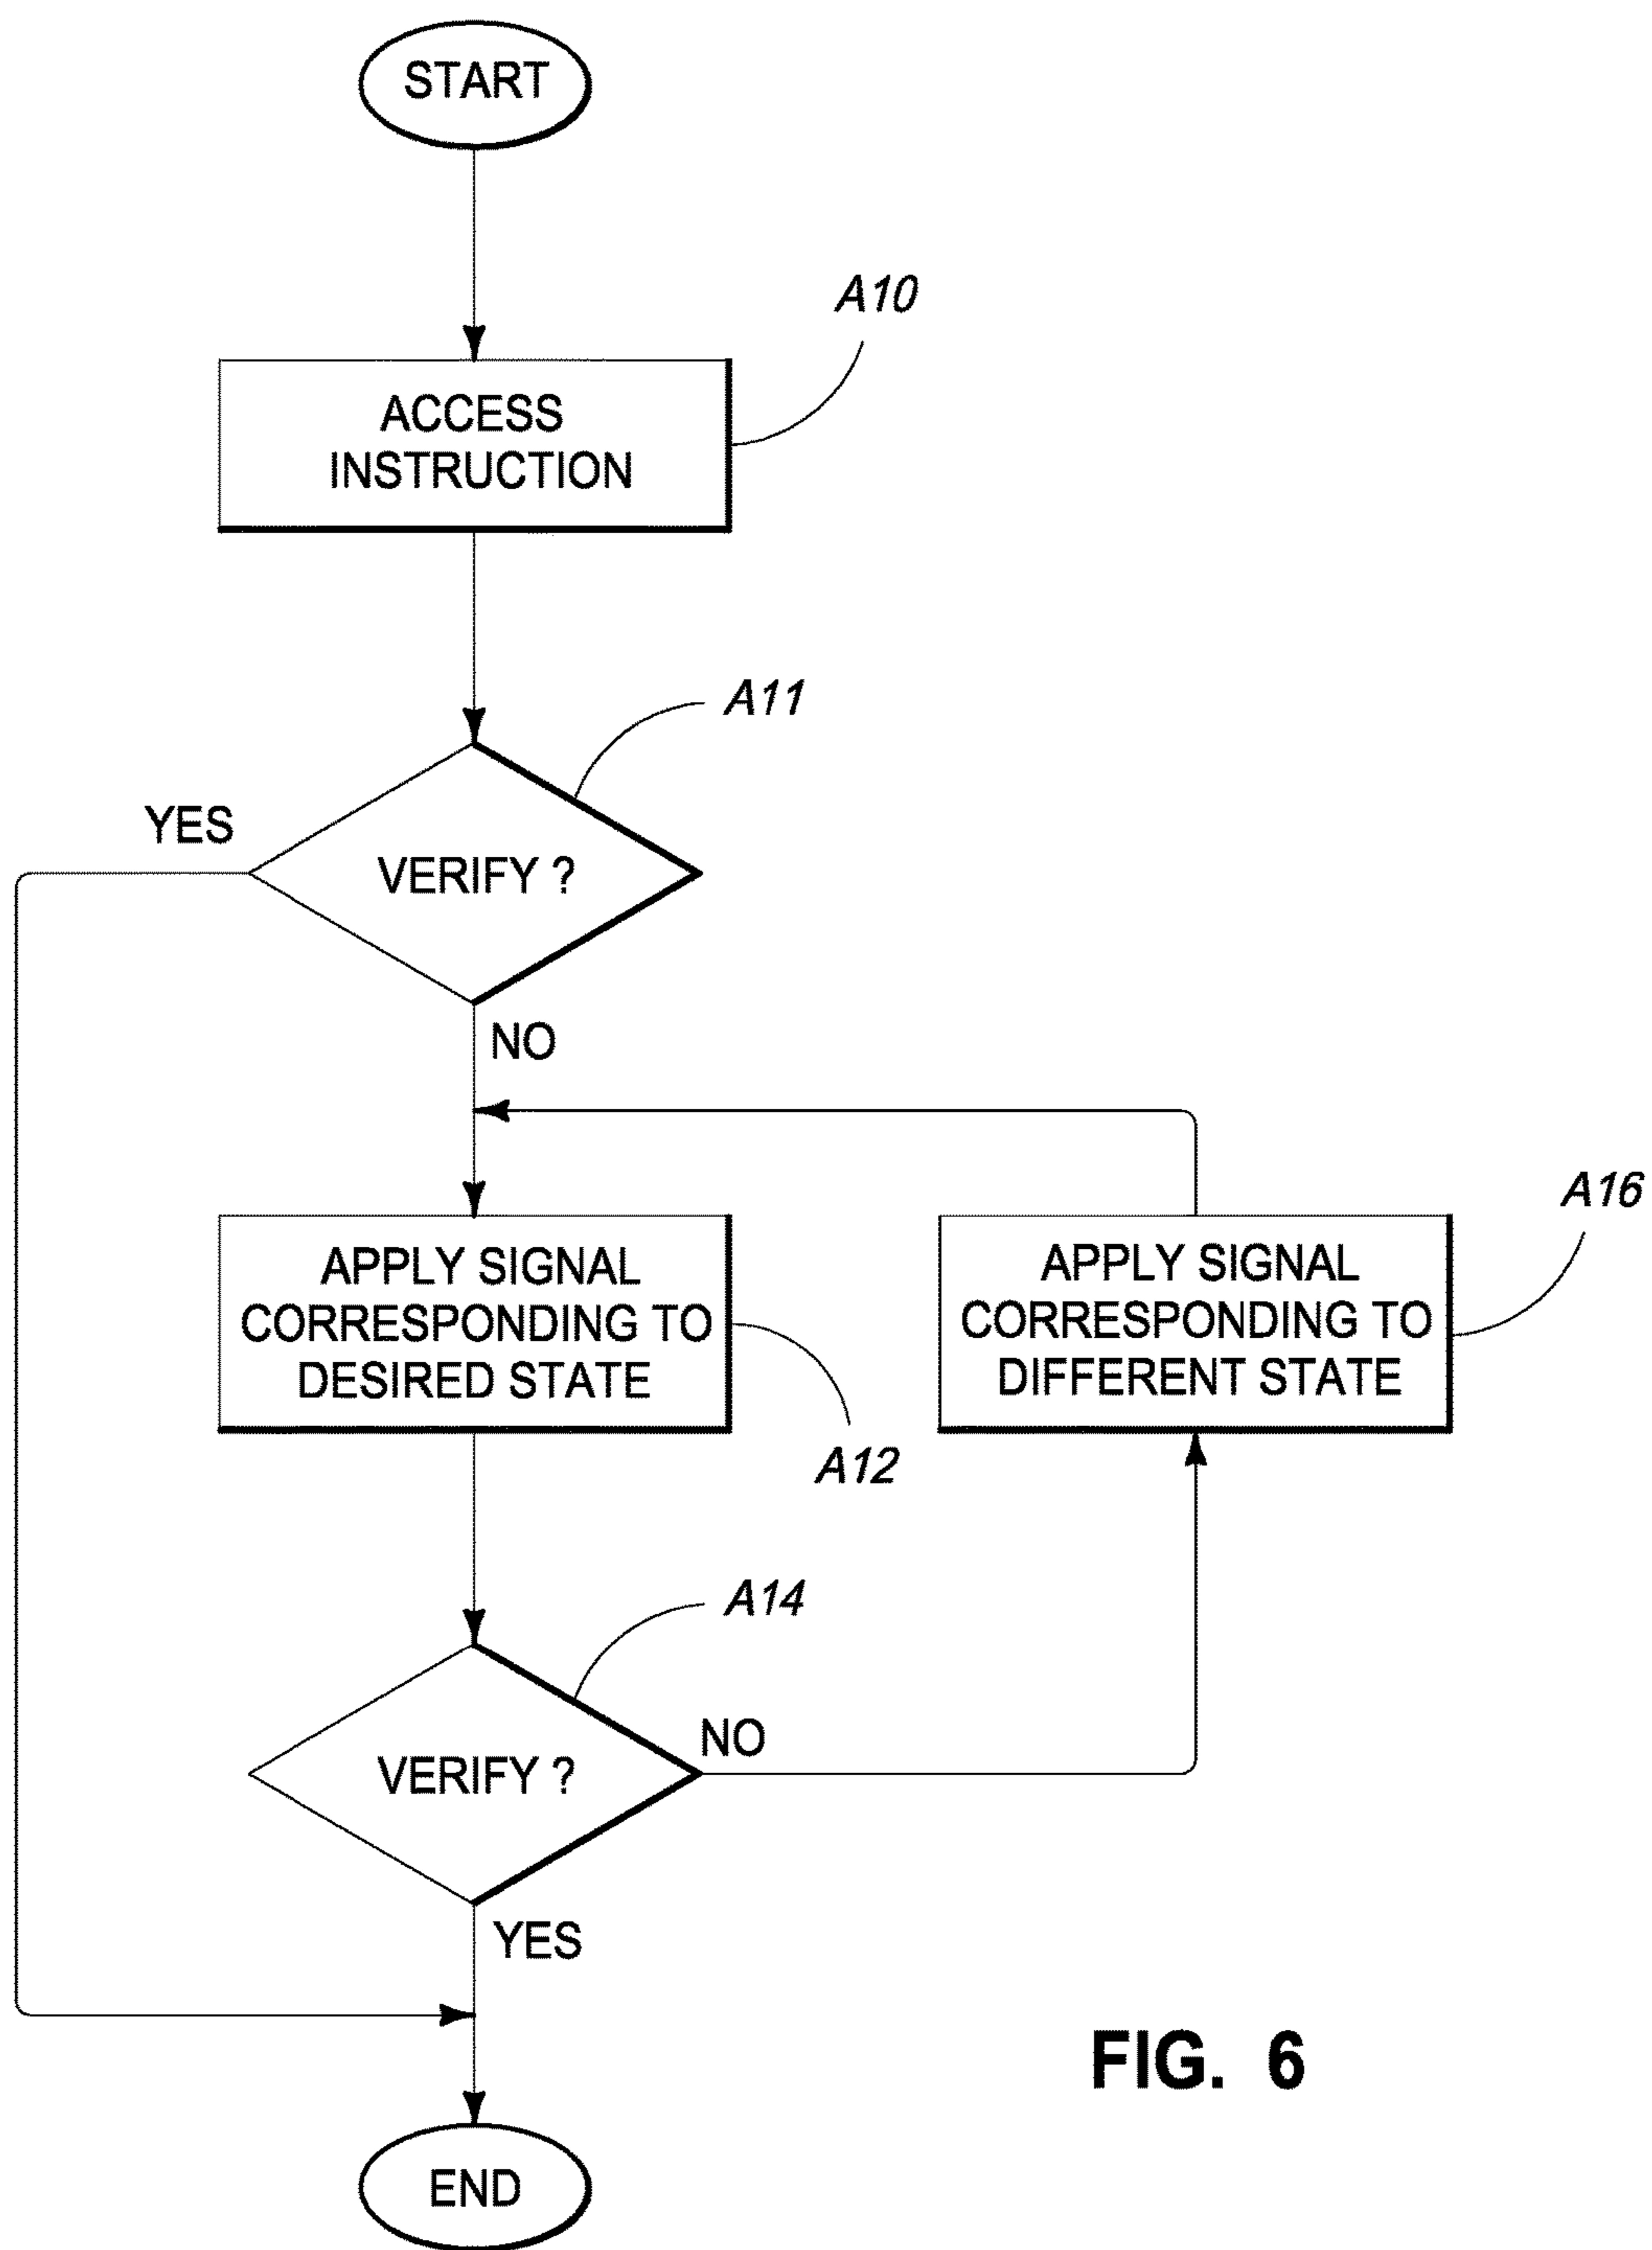 START
A10
ACCESS
INSTRUCTION
A11
YES
VERIFY ?
NO
A16
APPLY SIGNAL
CORRESPONDING TO
DESIRED STATE
APPLY SIGNAL
CORRESPONDING TO
DIFFERENT STATE
A12
A14
NO
VERIFY ?
YES
FIG. 6
END